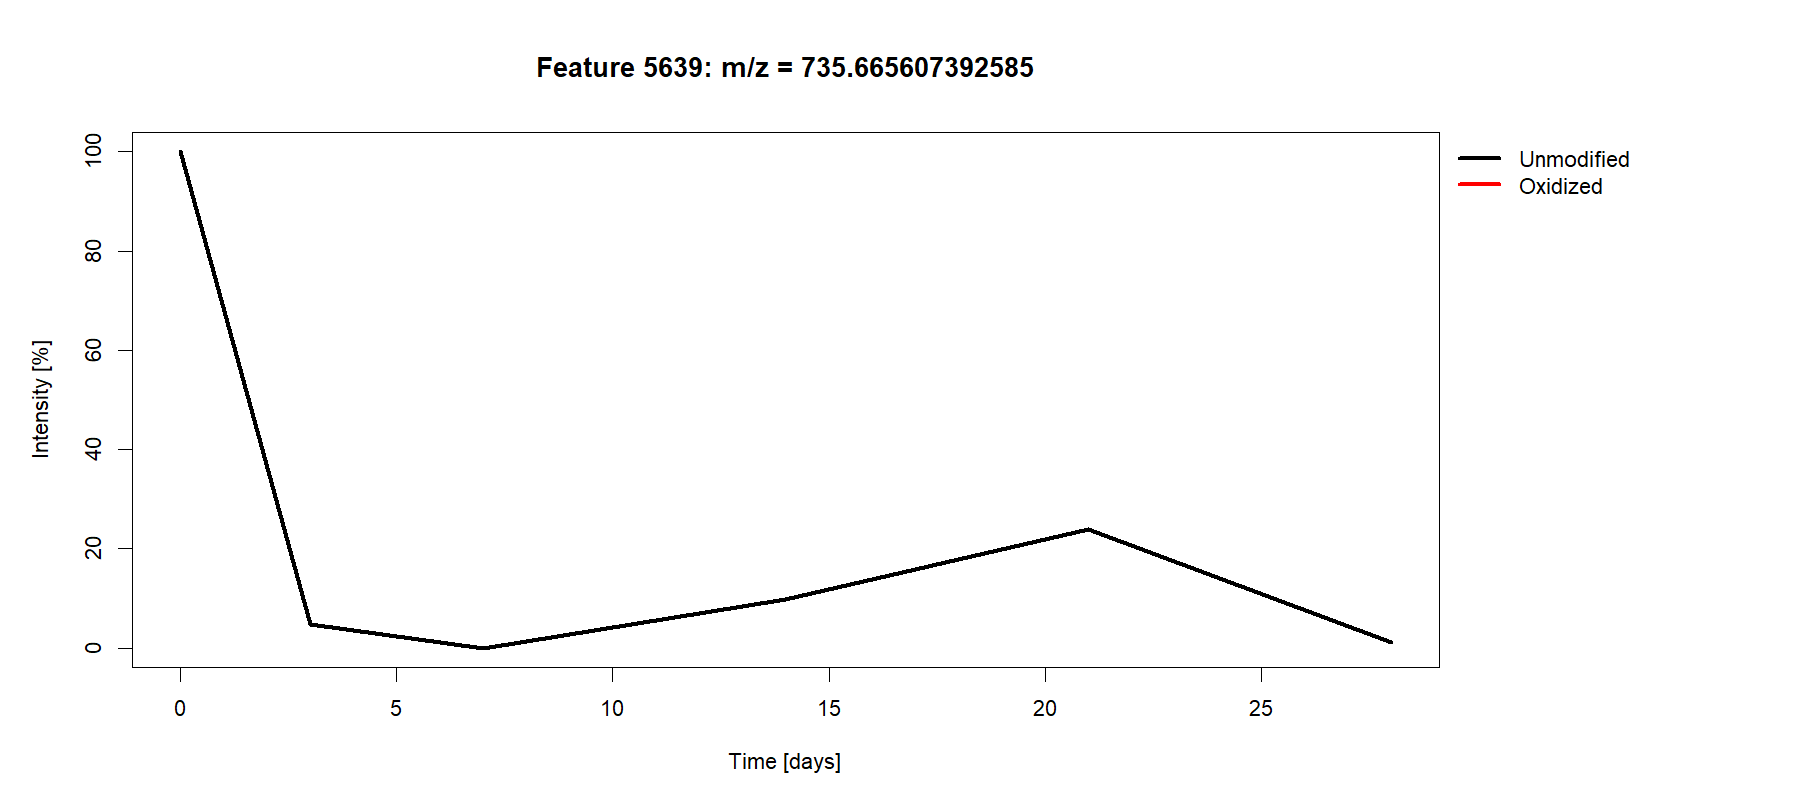 Feature 5639: m/z = 735.665607392585
Unmodified
Oxidized
Intensity [%]
100
80
60
40
20
0
0 5 10 15 20 25
Time [days]